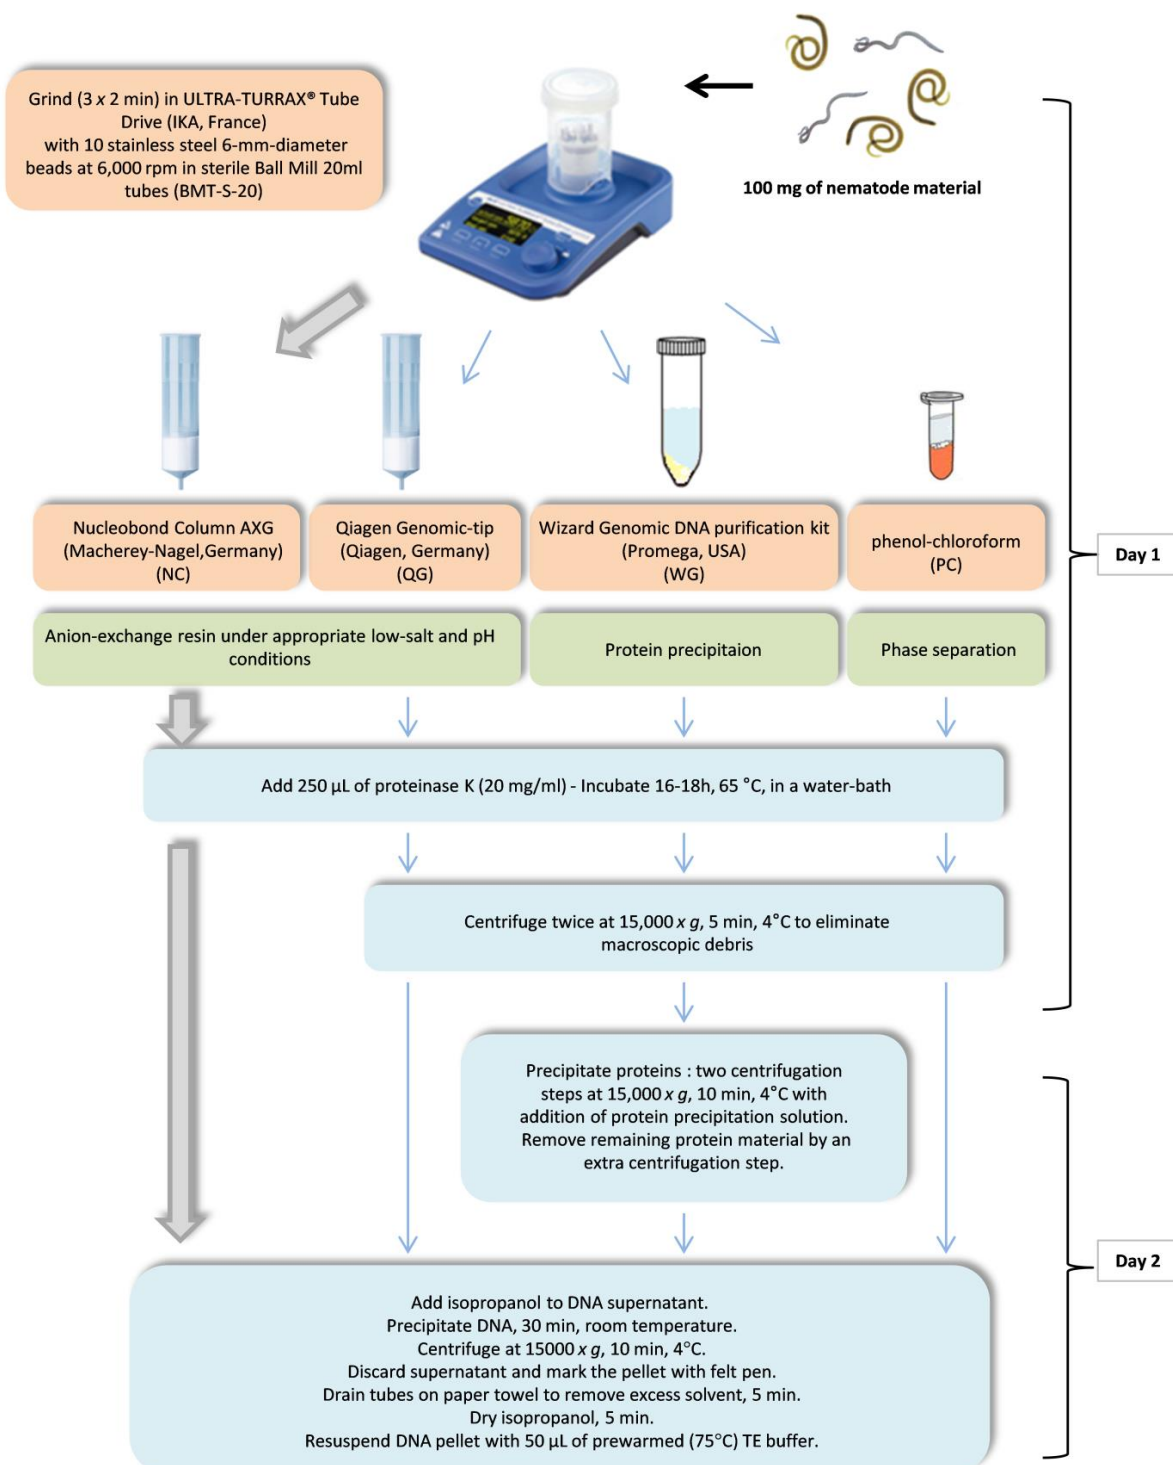 Grind (3 x 2 min) in ULTRA-TURRAX® Tube
Drive (IKA, France)
with 10 stainless steel 6-mm-diameter
beads at 6,000 rpm in sterile Ball Mill 20ml
tubes (BMT-S-20)
100 mg of nematode material
Nucleobond Column AXG
(Macherey-Nagel,Germany)
(NC)
Qiagen Genomic-tip
(Qiagen, Germany)
(QG)
Wizard Genomic DNA purification kit
(Promega, USA)
(WG)
phenol-chloroform
(PC)
Day 1
Anion-exchange resin under appropriate low-salt and pH
conditions
Protein precipitaion
Phase separation
Add 250 µL of proteinase K (20 mg/ml) - Incubate 16-18h, 65 °C, in a water-bath
Centrifuge twice at 15,000 x g, 5 min, 4°C to eliminate
macroscopic debris
Precipitate proteins : two centrifugation
steps at 15,000 x g, 10 min, 4°C with
addition of protein precipitation solution.
Remove remaining protein material by an
extra centrifugation step.
Day 2
Add isopropanol to DNA supernatant.
Precipitate DNA, 30 min, room temperature.
Centrifuge at 15000 x g, 10 min, 4°C.
Discard supernatant and mark the pellet with felt pen.
Drain tubes on paper towel to remove excess solvent, 5 min.
Dry isopropanol, 5 min.
Resuspend DNA pellet with 50 µL of prewarmed (75°C) TE buffer.